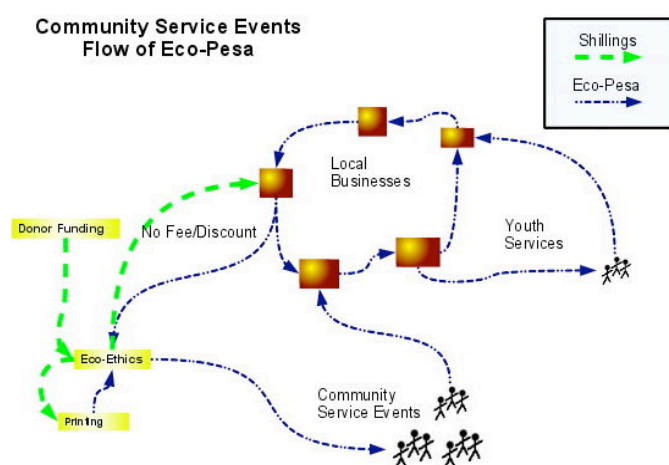 Community Service Events
Flow of Eco-Pesa
Shillings
Eco-Pesa
Local
Businesses
Donor Funding
No Fee/Discount
Youth
Services
Eco-Ethics
Printing
Community
Service Events